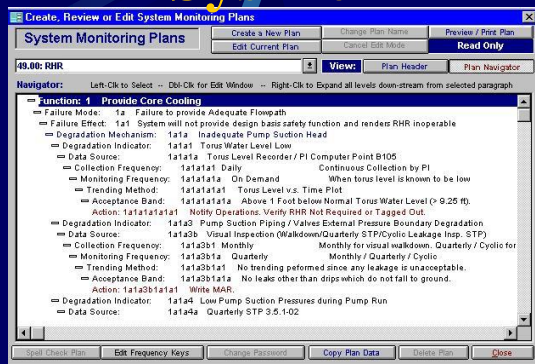 Create, Review or Edit System Monitoring Plans
System Monitoring Plans
Create a New Plan
Change Plan Name
Preview / Print Plan
Edit Current Plan
Cancel Edit Mode
Read Only
49.00: RHR
View:
Plan Header
Plan Navigator
Navigator: Left-Clk to Select -- Dbl-Clk for Edit Window -- Right-Clk to Expand all levels down-stream from selected paragraph
Function: 1 Provide Core Cooling
Failure Mode: 1a Failure to provide Adequate Flowpath
Failure Effect: 1a1 System will not provide design basis safety function and renders RHR inoperable
Degradation Mechanism: 1a1a Inadequate Pump Suction Head
Degradation Indicator: 1a1a1 Torus Water Level Low
Data Source: 1a1a1a Torus Level Recorder / PI Computer Point B105
Collection Frequency: 1a1a1a1 Daily Continuous Collection by PI
Monitoring Frequency: 1a1a1a1a On Demand When torus level is known to be low
Trending Method: 1a1a1a1a1 Torus Level v.s. Time Plot
Acceptance Band: 1a1a1a1a1a Above 1 Foot below Normal Torus Water Level (> 9.25 ft).
Action: 1a1a1a1a1a1 Notify Operations. Verify RHR Not Required or Tagged Out.
Degradation Indicator: 1a1a3 Pump Suction Piping / Valves External Pressure Boundary Degradation
Data Source: 1a1a3b Visual Inspection (Walkdown/Quarterly STP/Cyclic Leakage Insp. STP)
Collection Frequency: 1a1a3b1 Monthly Monthly for visual walkdown. Quarterly / Cyclic for
Monitoring Frequency: 1a1a3b1a Quarterly Monthly / Quarterly / Cyclic
Trending Method: 1a1a3b1a1 No trending peformed since any leakage is unacceptable.
Acceptance Band: 1a1a3b1a1a No leaks other than drips which do not fall to ground.
Action: 1a1a3b1a1a1 Write MAR.
Degradation Indicator: 1a1a4 Low Pump Suction Pressures during Pump Run
Data Source: 1a1a4a Quarterly STP 3.5.1-02
Spell Check Plan
Edit Frequency Keys
Change Password
Copy Plan Data
Delete Plan
Close